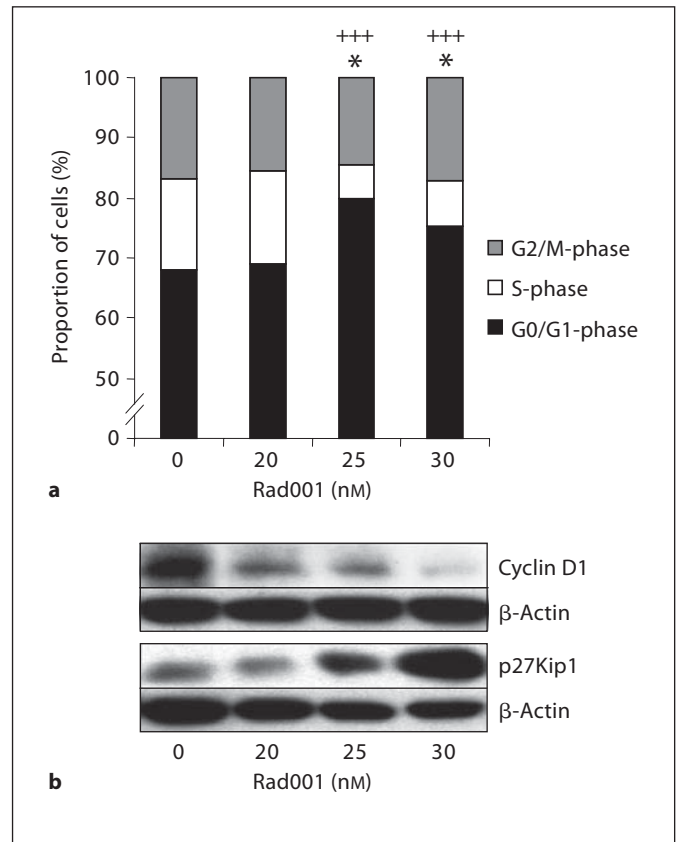 +++ +++
* *
100
90
80
70
60
50
0
Proportion of cells (%)
G2/M-phase
S-phase
G0/G1-phase
0 20 25 30
a Rad001 (nM)
Cyclin D1
β-Actin
p27Kip1
β-Actin
0 20 25 30
Rad001 (nM)
b